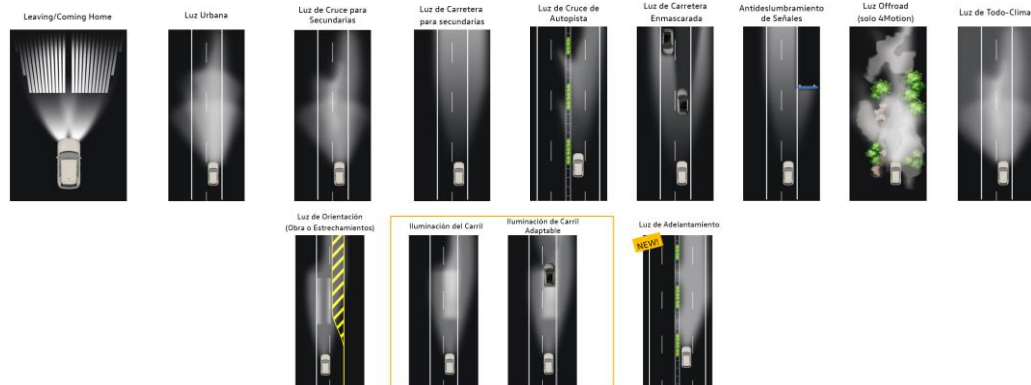 Leaving/Coming Home
Luz Urbana
Luz de Cruce para
Secundarias
Luz de Carretera
para secundarias
Luz de Cruce de
Autopista
Luz de Carretera
Enmascarada
Antideslumbramiento
de Señales
Luz Offroad
(solo 4Motion)
Luz de Todo-Clima
Luz de Orientación
(Obra o Estrechamientos)
Iluminación del Carril
Iluminación de Carril
Adaptable
Luz de Adelantamiento
NEW!